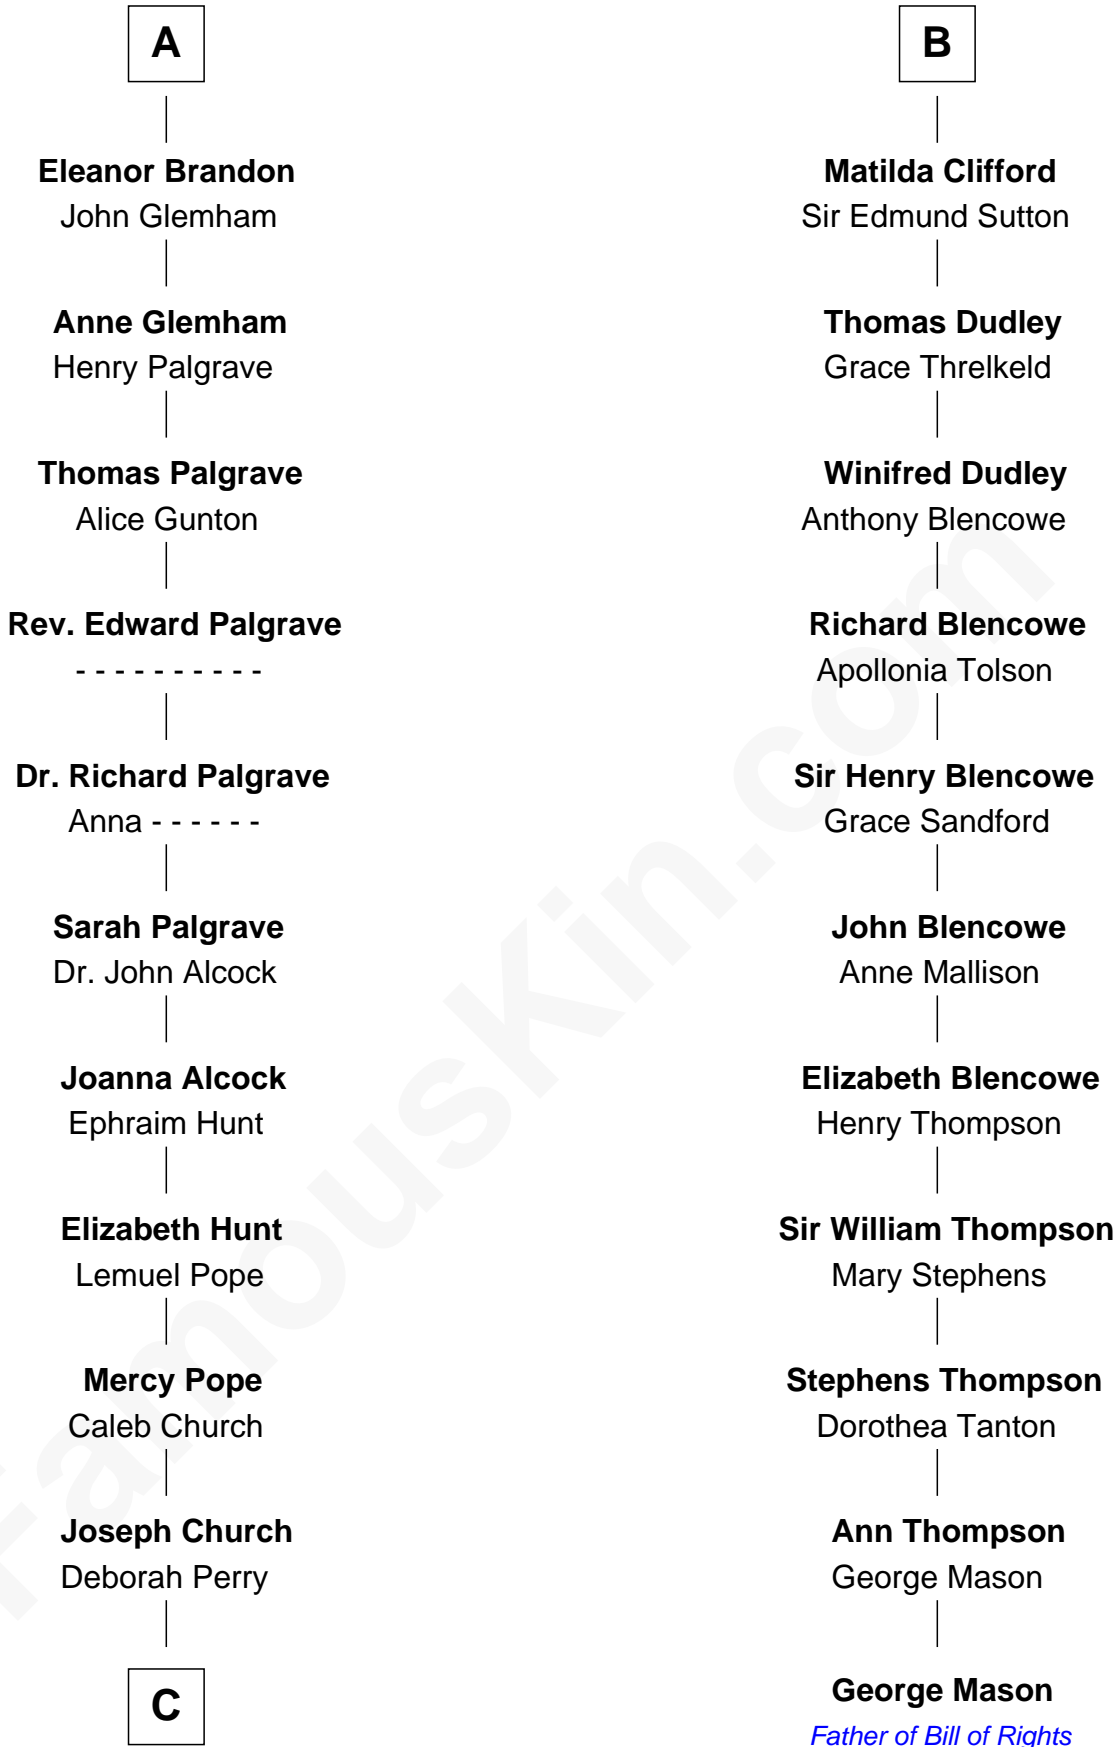 A
Eleanor Brandon
John Glemham
Anne Glemham
Henry Palgrave
Thomas Palgrave
Alice Gunton
Rev. Edward Palgrave
- - - - - - - - - -
Dr. Richard Palgrave
Anna - - - - - -
Sarah Palgrave
Dr. John Alcock
Joanna Alcock
Ephraim Hunt
Elizabeth Hunt
Lemuel Pope
Mercy Pope
Caleb Church
Joseph Church
Deborah Perry
C
B
Matilda Clifford
Sir Edmund Sutton
Thomas Dudley
Grace Threlkeld
Winifred Dudley
Anthony Blencowe
Richard Blencowe
Apollonia Tolson
Sir Henry Blencowe
Grace Sandford
John Blencowe
Anne Mallison
Elizabeth Blencowe
Henry Thompson
Sir William Thompson
Mary Stephens
Stephens Thompson
Dorothea Tanton
Ann Thompson
George Mason
George Mason
Father of Bill of Rights
FamousKin.com